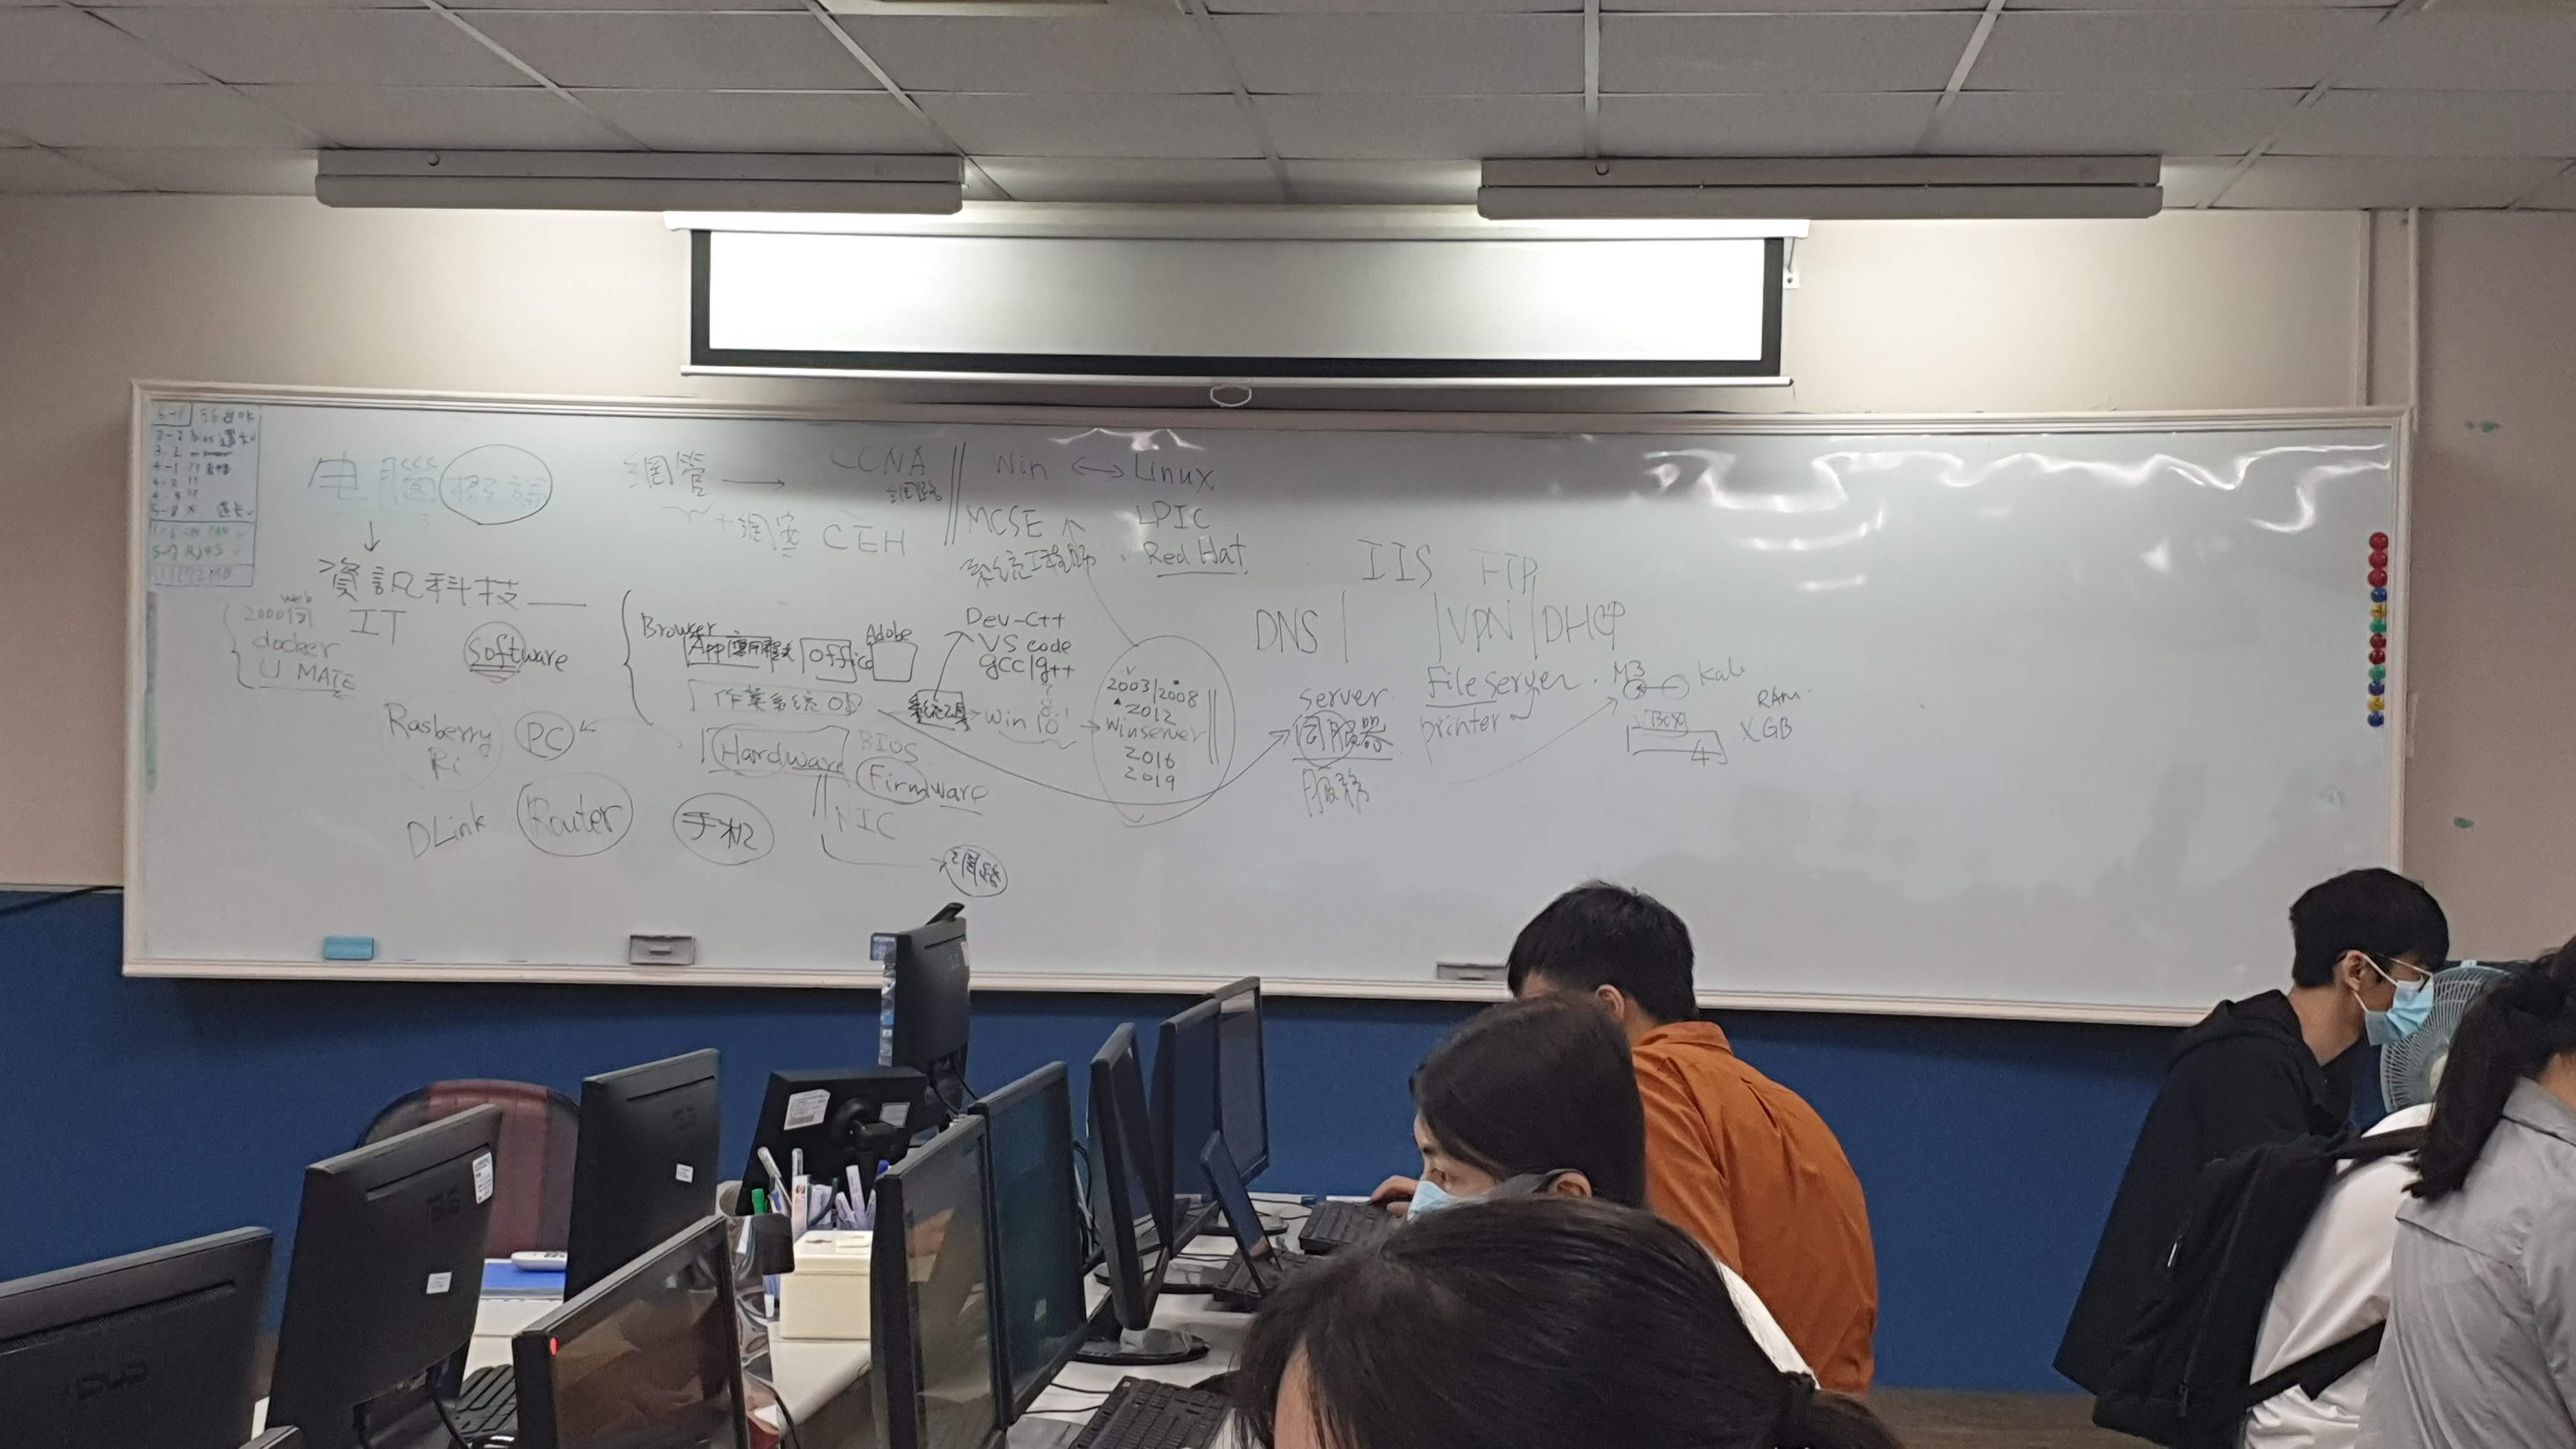 电腦概論
網管 → CCNA
網路
+ 網安 CEH
Win ↔ Linux
MCSE
LPIC
系統工程師、Red Hat
資訊科技
IT
web
2000個
docker
U MATE
software
Browser
App 應用程式
Office
Adobe
作業系統 OP
Hardware
BIOS
Firmware
NIC
網路
Dev-C++
VS code
gcc/g++
系統工具
7
8
win 10
2003/2008
2012
Winserver
2016
2019
Rasberry
Ri
PC
DLink
Router
手机
IIS FTP
DNS | | VPN | DHCP
server
伺服器
服務
File server
printer
M3
Kali
VBox
4
RAM
XGB